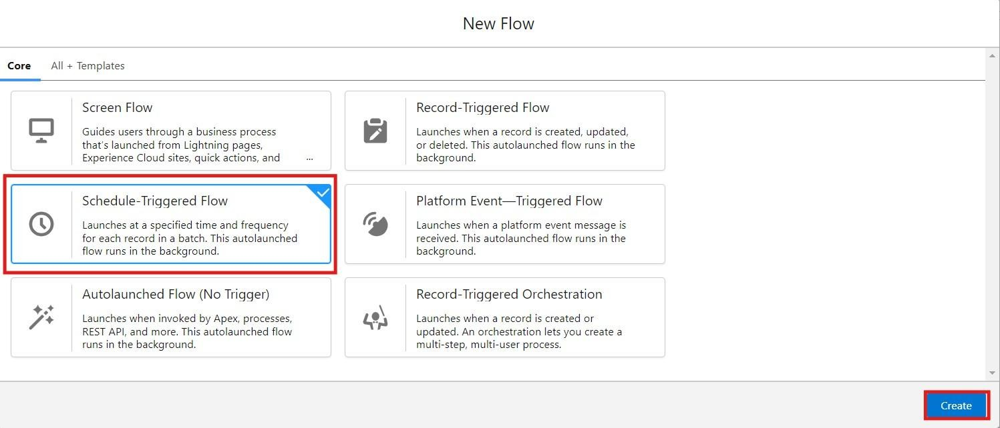 New Flow
Core
All + Templates
Screen Flow
Guides users through a business process
that's launched from Lightning pages,
Experience Cloud sites, quick actions, and ...
Record-Triggered Flow
Launches when a record is created, updated,
or deleted. This autolaunched flow runs in the
background.
Schedule-Triggered Flow
Launches at a specified time and frequency
for each record in a batch. This autolaunched
flow runs in the background.
Platform Event—Triggered Flow
Launches when a platform event message is
received. This autolaunched flow runs in the
background.
Autolaunched Flow (No Trigger)
Launches when invoked by Apex, processes,
REST API, and more. This autolaunched flow
runs in the background.
Record-Triggered Orchestration
Launches when a record is created or
updated. An orchestration lets you create a
multi-step, multi-user process.
Create